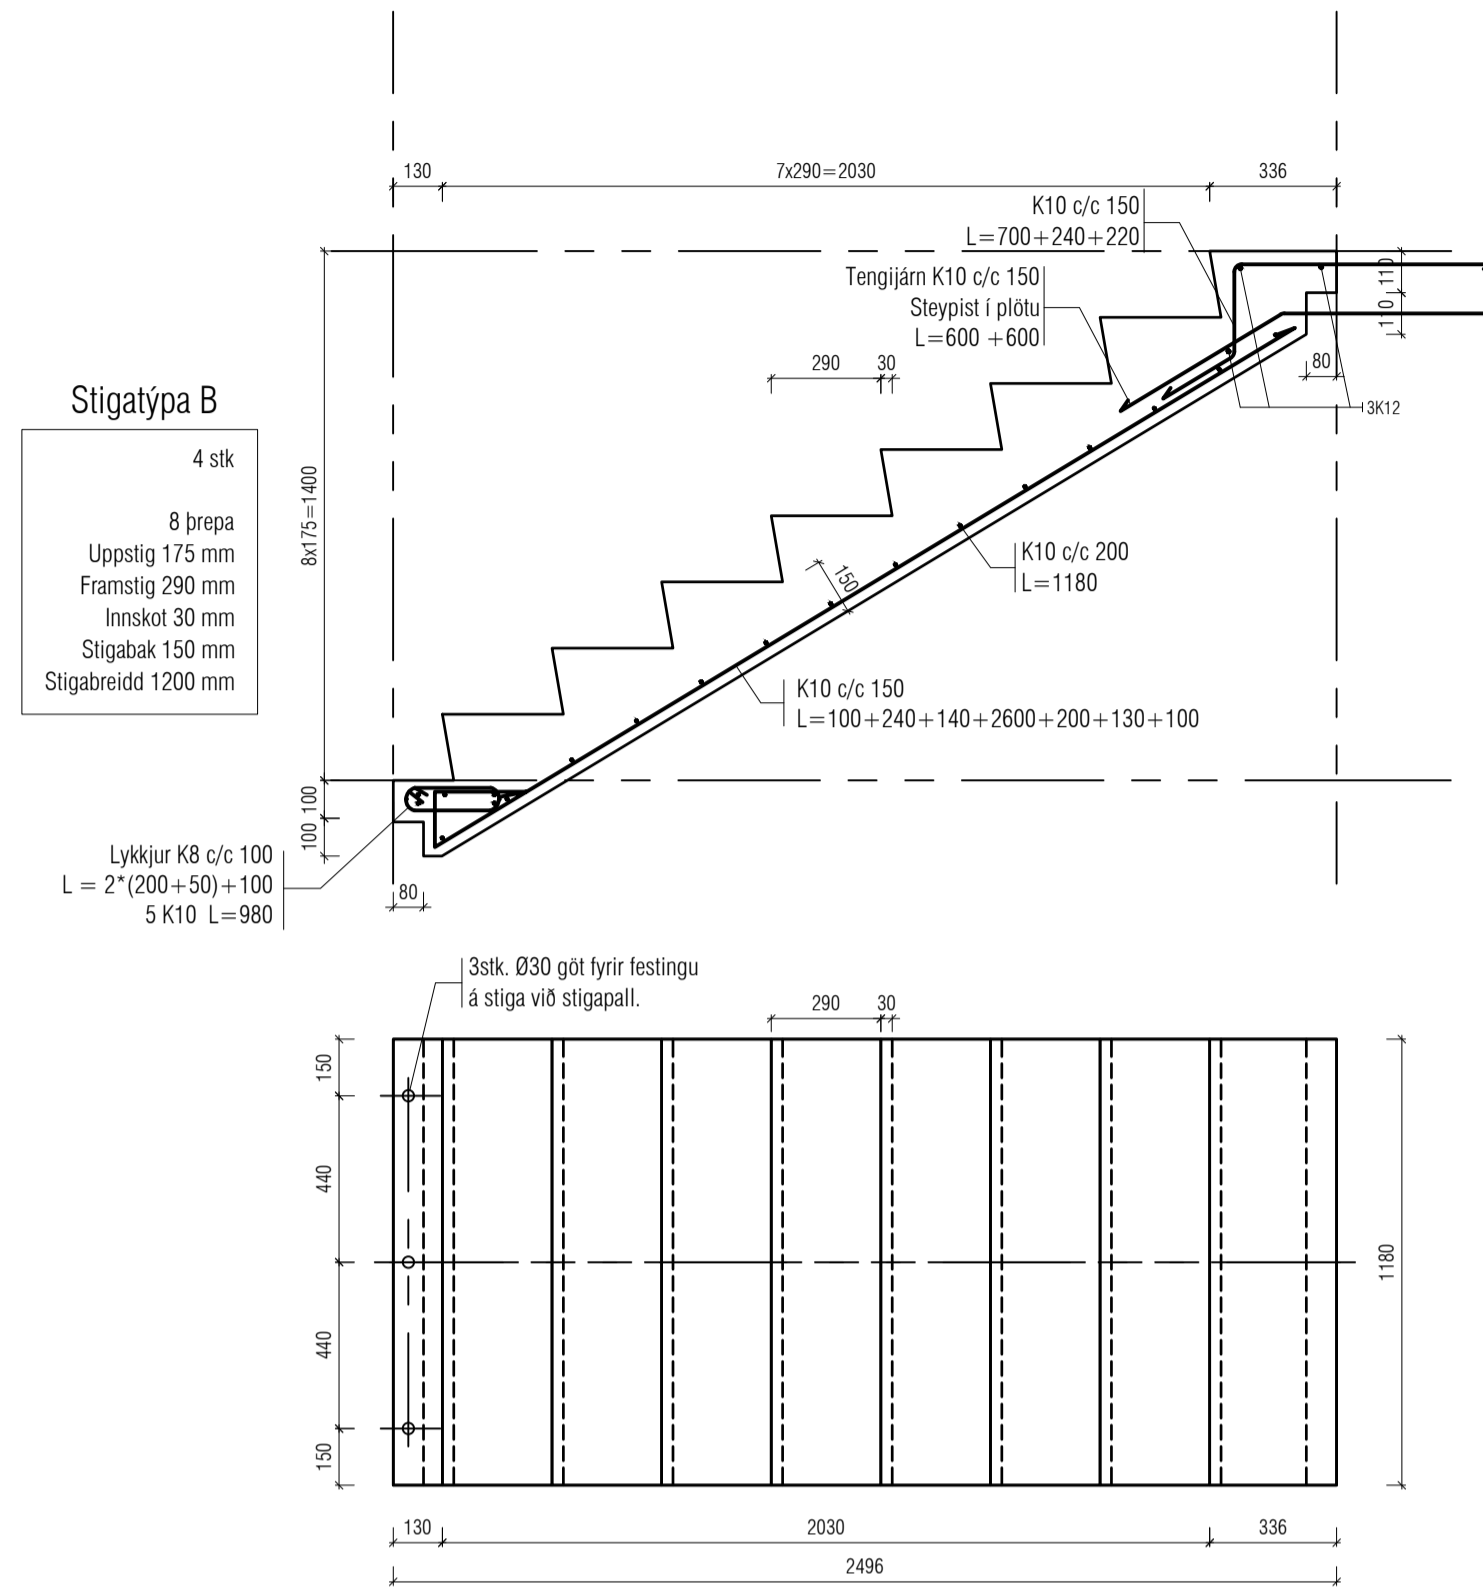 130
7x290=2030
336
K10 c/c 150
L=700+240+220
Tengijárn K10 c/c 150
Steypist í plötu
L=600 +600
110
110
290
30
80
3K12
Stigatýpa B
4 stk
8 þrepa
Uppstig 175 mm
Framstig 290 mm
Innskot 30 mm
Stigabak 150 mm
Stigabreidd 1200 mm
8x175=1400
150
K10 c/c 200
L=1180
K10 c/c 150
L=100+240+140+2600+200+130+100
100
100
Lykkjur K8 c/c 100
L = 2*(200+50)+100
5 K10 L=980
80
3stk. Ø30 göt fyrir festingu
á stiga við stigapall.
290
30
150
440
440
150
1180
130
2030
336
2496